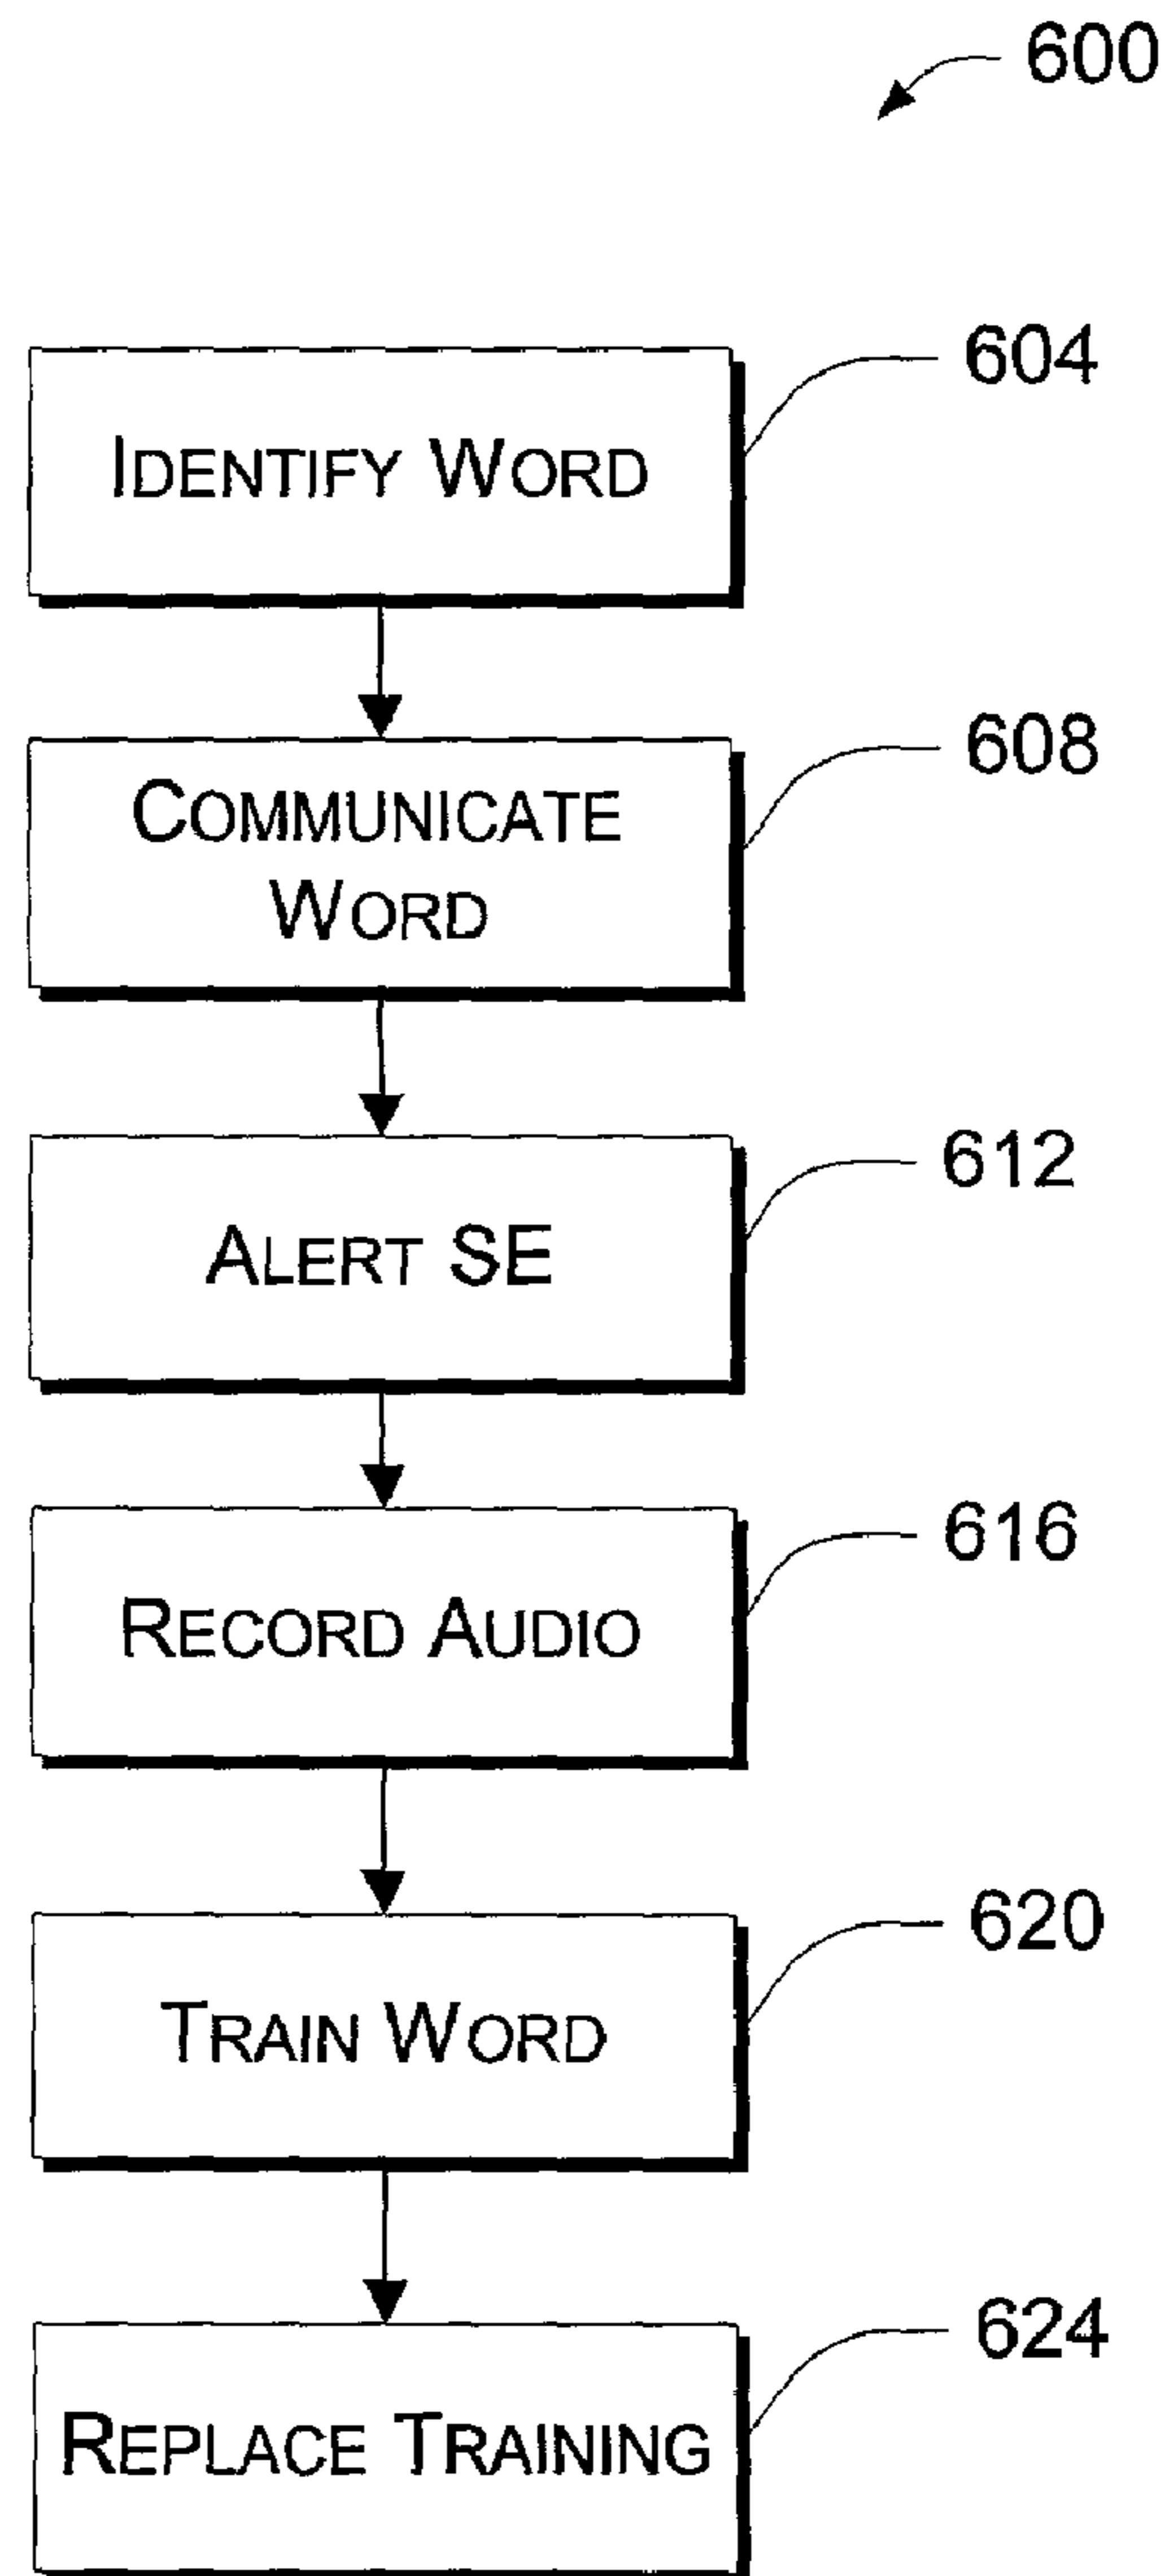 600
IDENTIFY WORD
604
COMMUNICATE
WORD
608
ALERT SE
612
RECORD AUDIO
616
TRAIN WORD
620
REPLACE TRAINING
624